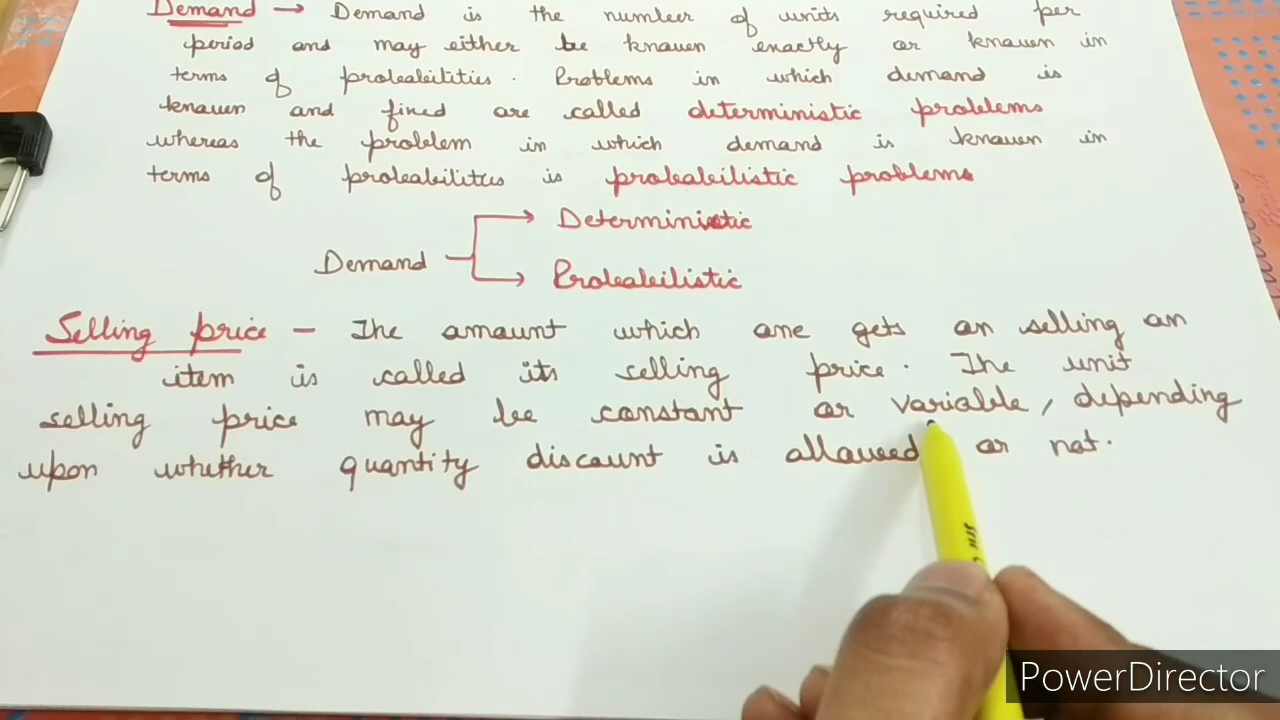 Demand → Demand is the number of units required per
period and may either be known exactly or known in
terms of probabilities. Problems in which demand is
known and fixed are called deterministic problems
whereas the problem in which demand is known in
terms of probabilities is probabilistic problems
Deterministic
Demand
Probabilistic
Selling price – The amount which one gets on selling an
item is called its selling price. The unit
selling price may be constant or variable, depending
upon whether quantity discount is allowed or not.
PowerDirector